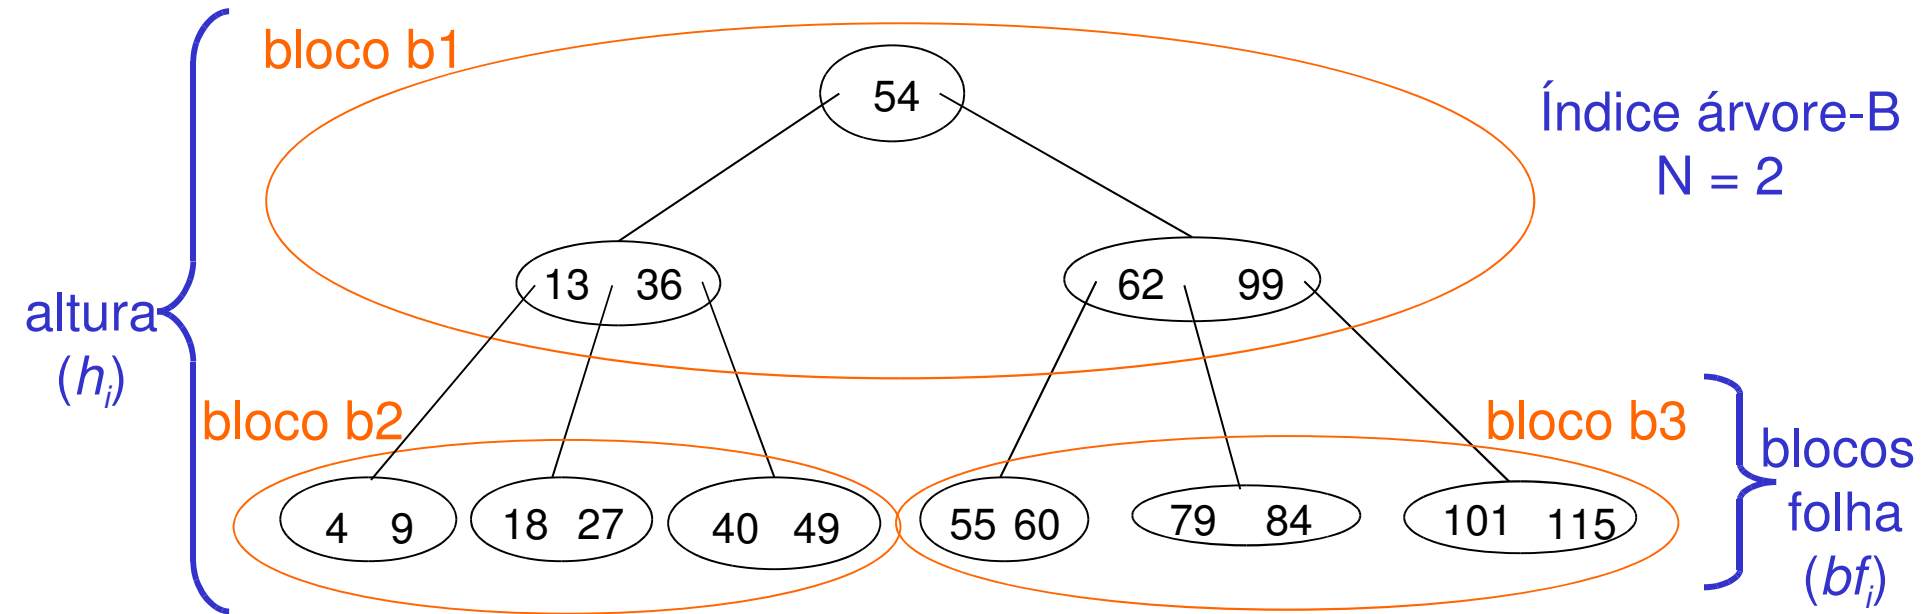 bloco b1
54
Índice árvore-B
N = 2
13 36
62 99
altura
(hᵢ)
bloco b2
bloco b3
blocos
folha
(bfᵢ)
4 9
18 27
40 49
55 60
79 84
101 115